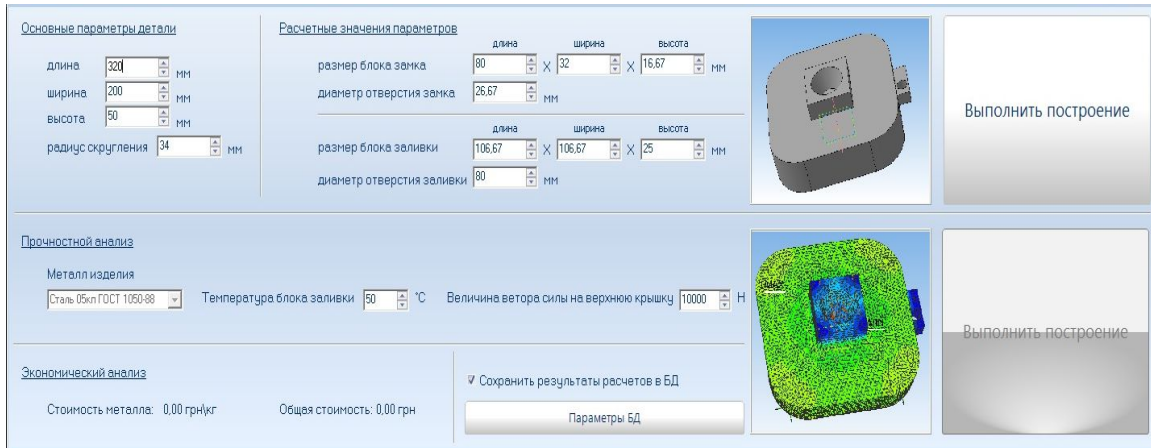 Основные параметры детали
длина 320 мм
ширина 200 мм
высота 50 мм
радиус скругления 34 мм
Расчетные значения параметров
длина ширина высота
размер блока замка 80 X 32 X 16,67 мм
диаметр отверстия замка 26,67 мм
длина ширина высота
размер блока заливки 106,67 X 106,67 X 25 мм
диаметр отверстия заливки 80 мм
Выполнить построение
Прочностной анализ
Металл изделия
Сталь 05кп ГОСТ 1050-88 Температура блока заливки 50 °C Величина ветора силы на верхнюю крышку 10000 Н
Выполнить построение
Экономический анализ
Стоимость металла: 0,00 грн\кг Общая стоимость: 0,00 грн
Сохранить результаты расчетов в БД
Параметры БД